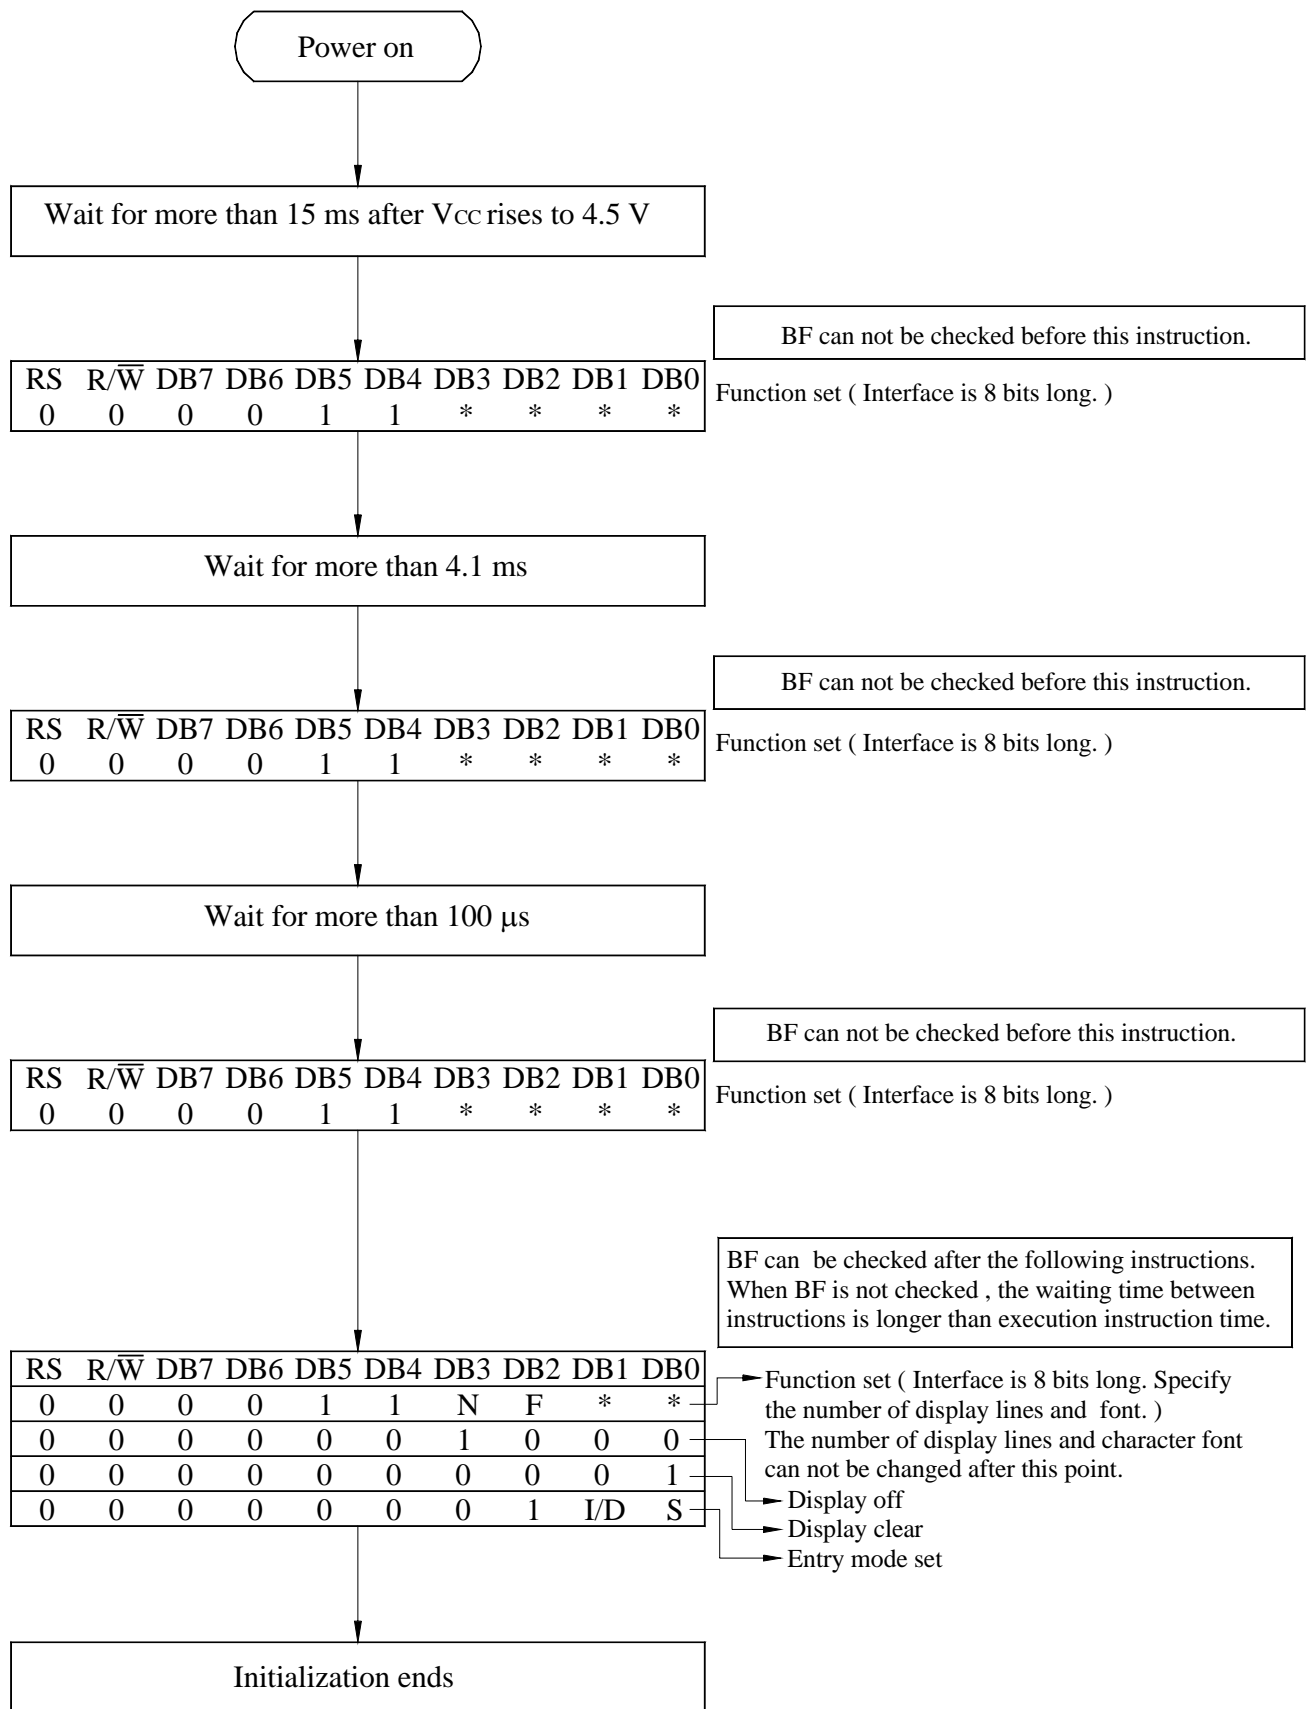 Power on
Wait for more than 15 ms after VCC rises to 4.5 V
BF can not be checked before this instruction.
RS R/W̅ DB7 DB6 DB5 DB4 DB3 DB2 DB1 DB0
0 0 0 0 1 1 * * * *
Function set ( Interface is 8 bits long. )
Wait for more than 4.1 ms
BF can not be checked before this instruction.
RS R/W̅ DB7 DB6 DB5 DB4 DB3 DB2 DB1 DB0
0 0 0 0 1 1 * * * *
Function set ( Interface is 8 bits long. )
Wait for more than 100 μs
BF can not be checked before this instruction.
RS R/W̅ DB7 DB6 DB5 DB4 DB3 DB2 DB1 DB0
0 0 0 0 1 1 * * * *
Function set ( Interface is 8 bits long. )
BF can be checked after the following instructions.
When BF is not checked , the waiting time between
instructions is longer than execution instruction time.
RS R/W̅ DB7 DB6 DB5 DB4 DB3 DB2 DB1 DB0
0 0 0 0 1 1 N F * *
0 0 0 0 0 0 1 0 0 0
0 0 0 0 0 0 0 0 0 1
0 0 0 0 0 0 0 1 I/D S
Function set ( Interface is 8 bits long. Specify
the number of display lines and font. )
The number of display lines and character font
can not be changed after this point.
Display off
Display clear
Entry mode set
Initialization ends